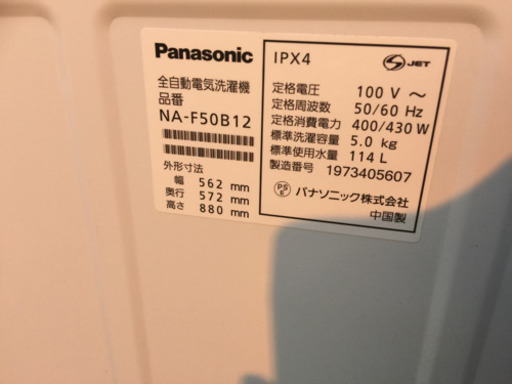 Panasonic
全自動電気洗濯機
品番
NA-F50B12
外形寸法
幅 562 mm
奥行 572 mm
高さ 880 mm
IPX4
S JET
定格電圧 100 V ～
定格周波数 50/60 Hz
定格消費電力 400/430 W
標準洗濯容量 5.0 kg
標準使用水量 114 L
製造番号 1973405607
PS E パナソニック株式会社
中国製